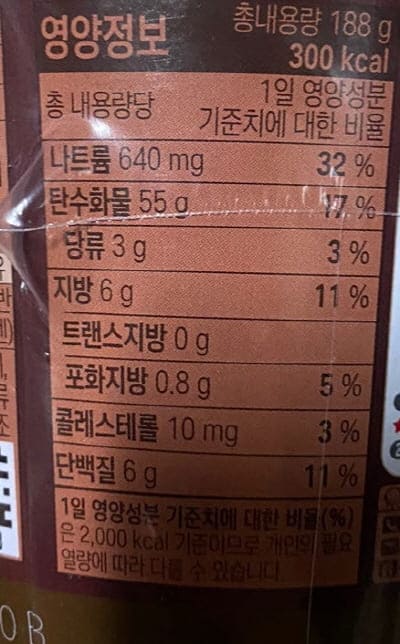 영양정보
총내용량 188 g
300 kcal
총 내용량당
1일 영양성분
기준치에 대한 비율
나트륨 640 mg 32 %
탄수화물 55 g 17 %
당류 3 g 3 %
지방 6 g 11 %
트랜스지방 0 g
포화지방 0.8 g 5 %
콜레스테롤 10 mg 3 %
단백질 6 g 11 %
1일 영양성분 기준치에 대한 비율(%)
은 2,000 kcal 기준이므로 개인의 필요
열량에 따라 다를 수 있습니다.